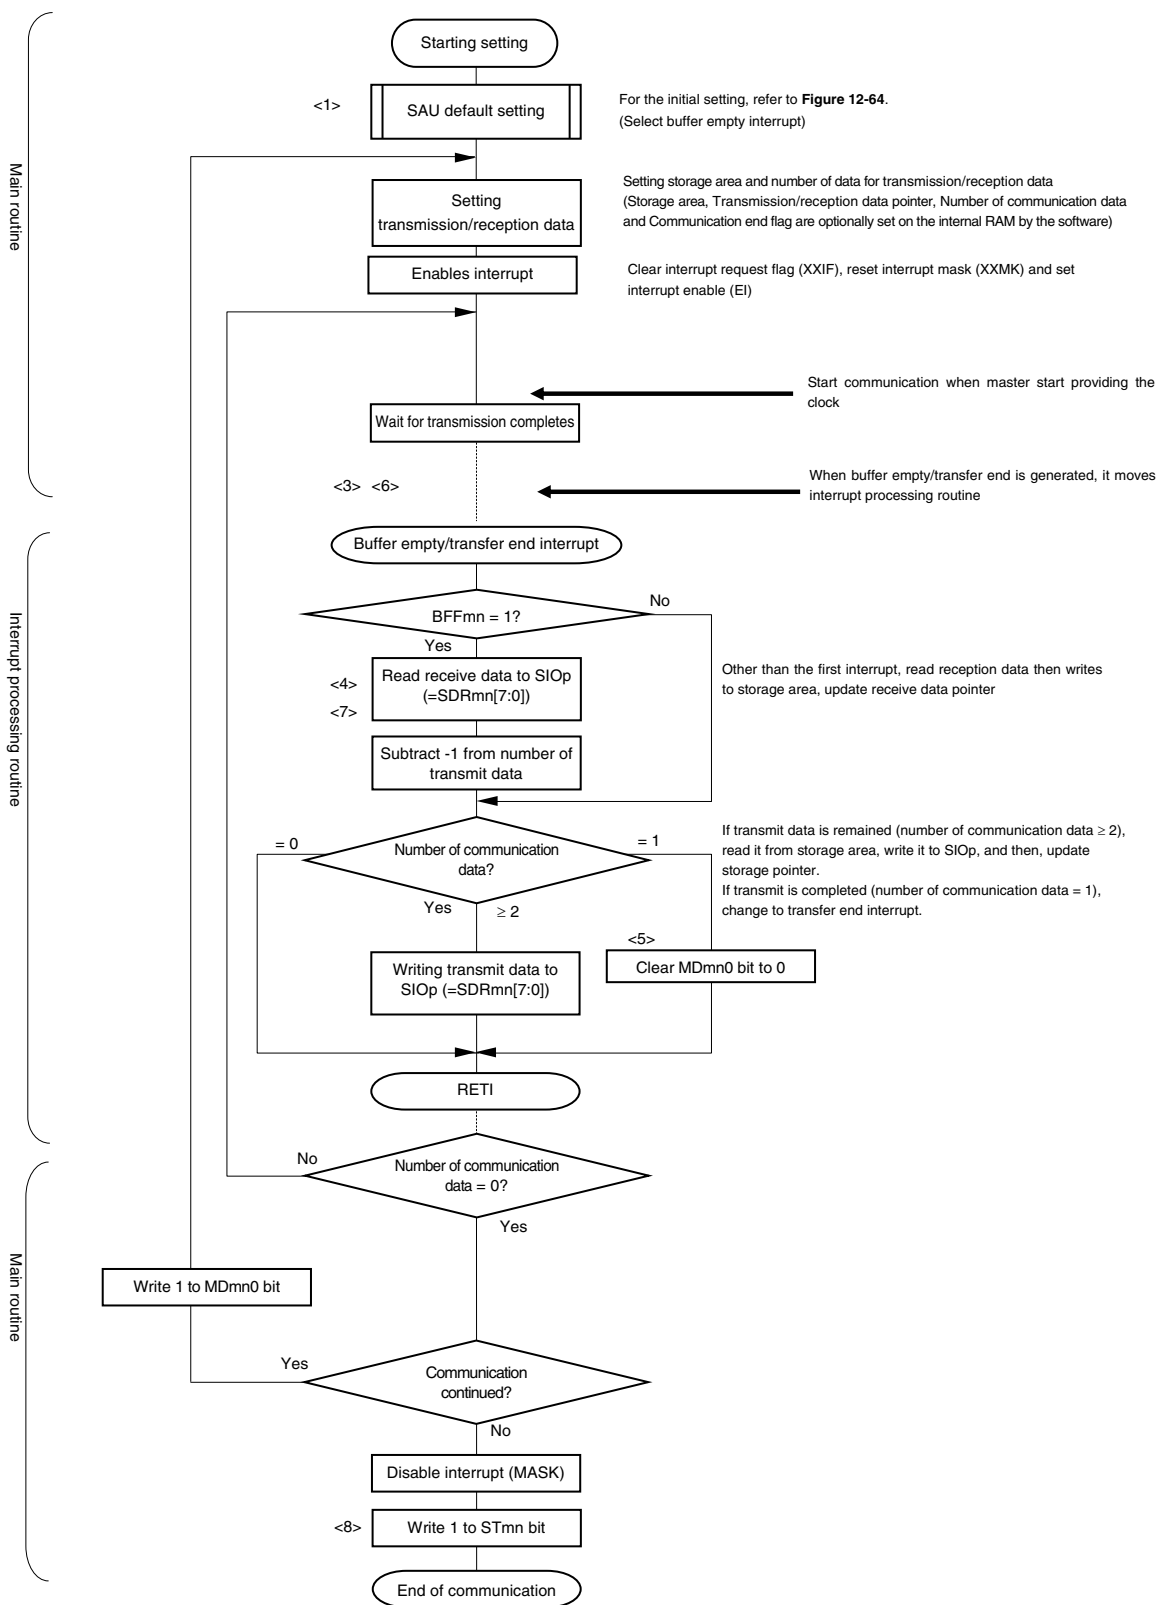 Starting setting
<1>
SAU default setting
For the initial setting, refer to Figure 12-64.
(Select buffer empty interrupt)
Main routine
Setting
transmission/reception data
Setting storage area and number of data for transmission/reception data
(Storage area, Transmission/reception data pointer, Number of communication data
and Communication end flag are optionally set on the internal RAM by the software)
Enables interrupt
Clear interrupt request flag (XXIF), reset interrupt mask (XXMK) and set
interrupt enable (EI)
Start communication when master start providing the
clock
Wait for transmission completes
<3> <6>
When buffer empty/transfer end is generated, it moves
interrupt processing routine
Buffer empty/transfer end interrupt
Interrupt processing routine
BFFmn = 1?
No
Yes
<4>
<7>
Read receive data to SIOp
(=SDRmn[7:0])
Other than the first interrupt, read reception data then writes
to storage area, update receive data pointer
Subtract -1 from number of
transmit data
= 0
Number of communication
data?
= 1
Yes
≥ 2
If transmit data is remained (number of communication data ≥ 2),
read it from storage area, write it to SIOp, and then, update
storage pointer.
If transmit is completed (number of communication data = 1),
change to transfer end interrupt.
<5>
Clear MDmn0 bit to 0
Writing transmit data to
SIOp (=SDRmn[7:0])
RETI
No
Number of communication
data = 0?
Yes
Main routine
Write 1 to MDmn0 bit
Yes
Communication
continued?
No
Disable interrupt (MASK)
<8>
Write 1 to STmn bit
End of communication